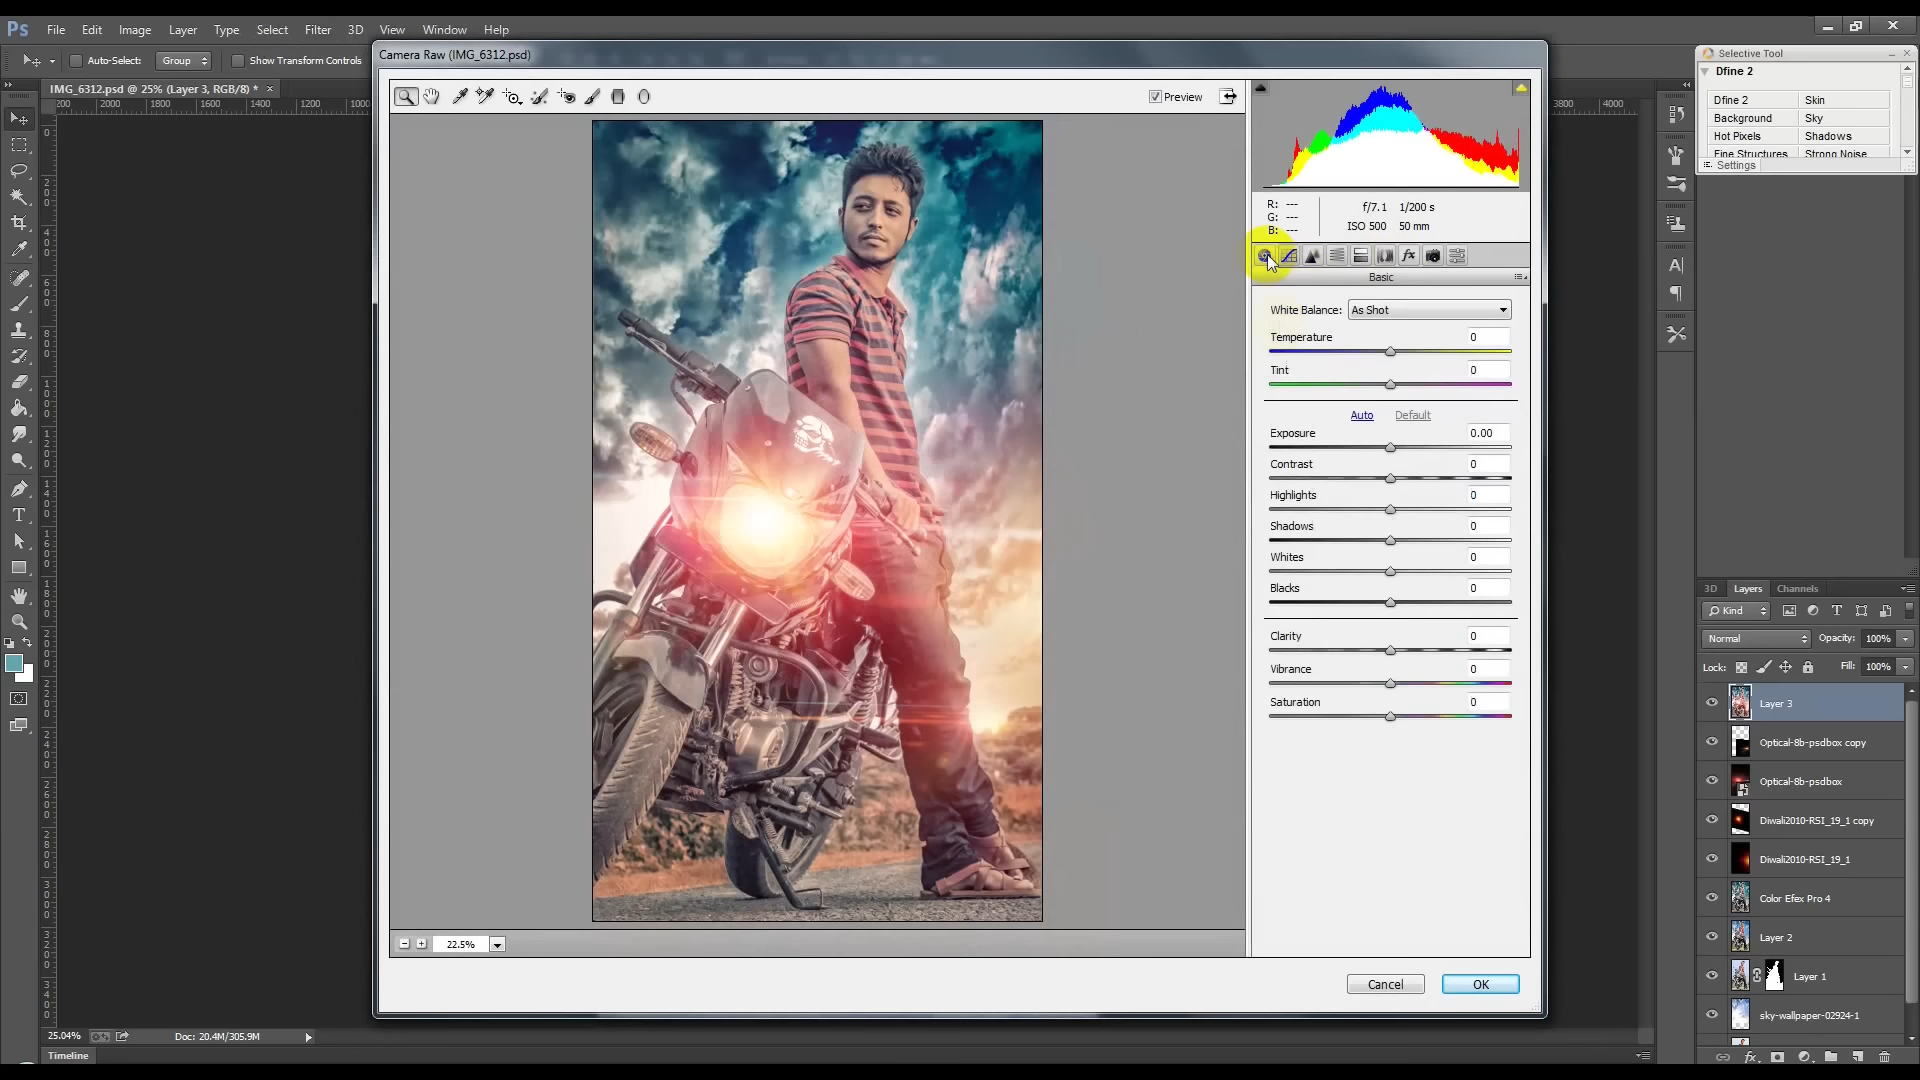 Ps File Edit Image Layer Type Select Filter 3D View Window Help
Auto-Select: Group Show Transform Controls
IMG_6312.psd @ 25% (Layer 3, RGB/8) * ×
Camera Raw (IMG_6312.psd)
Preview
R: ---
G: ---
B: ---
f/7.1 1/200 s
ISO 500 50 mm
Basic
White Balance: As Shot
Temperature 0
Tint 0
Auto Default
Exposure 0.00
Contrast 0
Highlights 0
Shadows 0
Whites 0
Blacks 0
Clarity 0
Vibrance 0
Saturation 0
22.5%
Cancel OK
Selective Tool
Dfine 2
Dfine 2 Skin
Background Sky
Hot Pixels Shadows
Fine Structures Strong Noise
Settings
3D Layers Channels
Kind
Normal Opacity: 100%
Lock: Fill: 100%
Layer 3
Optical-8b-psdbox copy
Optical-8b-psdbox
Diwali2010-RSI_19_1 copy
Diwali2010-RSI_19_1
Color Efex Pro 4
Layer 2
Layer 1
sky-wallpaper-02924-1
25.04% Doc: 20.4M/305.9M
Timeline